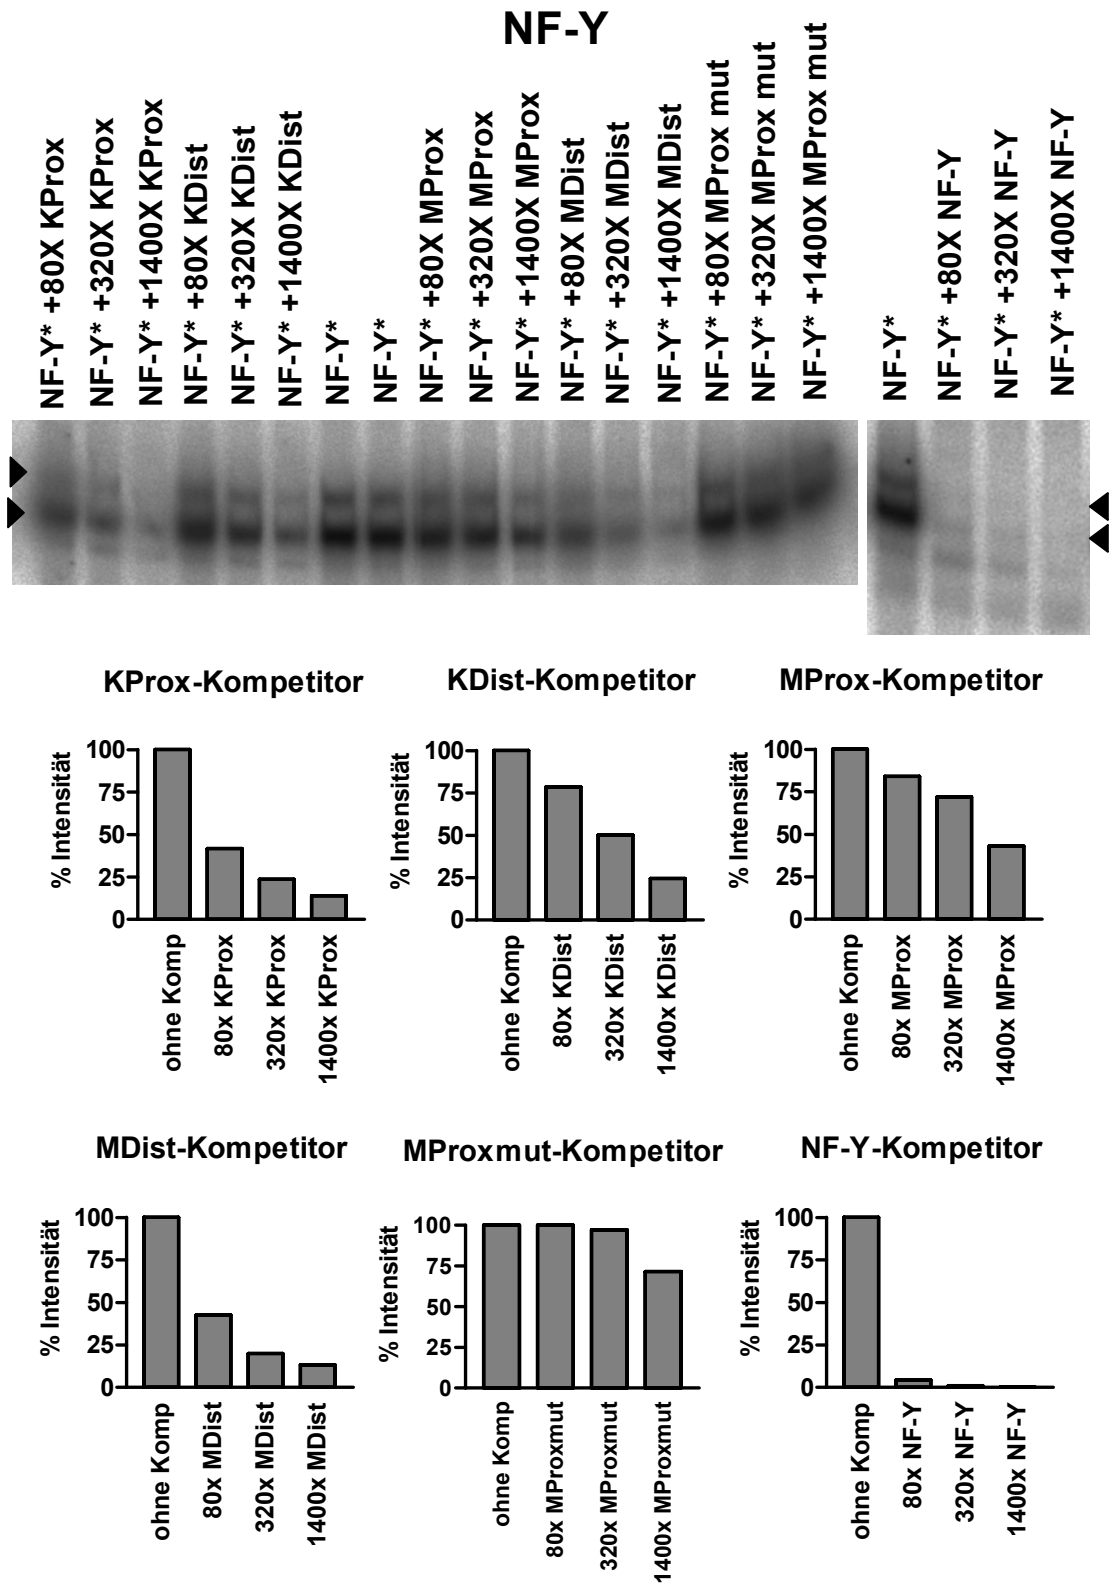 NF-Y
NF-Y* +80X KProx
NF-Y* +320X KProx
NF-Y* +1400X KProx
NF-Y* +80X KDist
NF-Y* +320X KDist
NF-Y* +1400X KDist
NF-Y*
NF-Y*
NF-Y* +80X MProx
NF-Y* +320X MProx
NF-Y* +1400X MProx
NF-Y* +80X MDist
NF-Y* +320X MDist
NF-Y* +1400X MDist
NF-Y* +80X MProx mut
NF-Y* +320X MProx mut
NF-Y* +1400X MProx mut
NF-Y*
NF-Y* +80X NF-Y
NF-Y* +320X NF-Y
NF-Y* +1400X NF-Y
KProx-Kompetitor
% Intensität
100
75
50
25
0
ohne Komp
80x KProx
320x KProx
1400x KProx
KDist-Kompetitor
% Intensität
100
75
50
25
0
ohne Komp
80x KDist
320x KDist
1400x KDist
MProx-Kompetitor
% Intensität
100
75
50
25
0
ohne Komp
80x MProx
320x MProx
1400x MProx
MDist-Kompetitor
% Intensität
100
75
50
25
0
ohne Komp
80x MDist
320x MDist
1400x MDist
MProxmut-Kompetitor
% Intensität
100
75
50
25
0
ohne Komp
80x MProxmut
320x MProxmut
1400x MProxmut
NF-Y-Kompetitor
% Intensität
100
75
50
25
0
ohne Komp
80x NF-Y
320x NF-Y
1400x NF-Y